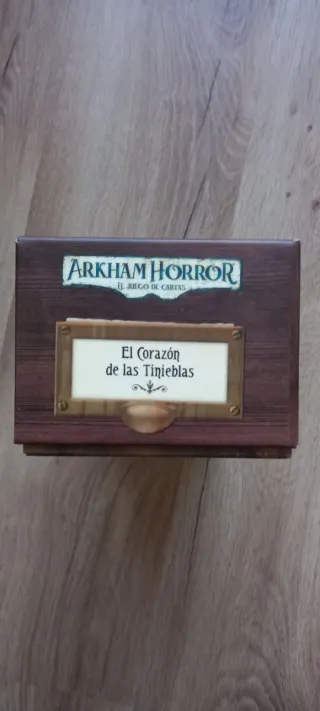 ARKHAM HORROR
EL JUEGO DE CARTAS
El Corazón
de las Tinieblas